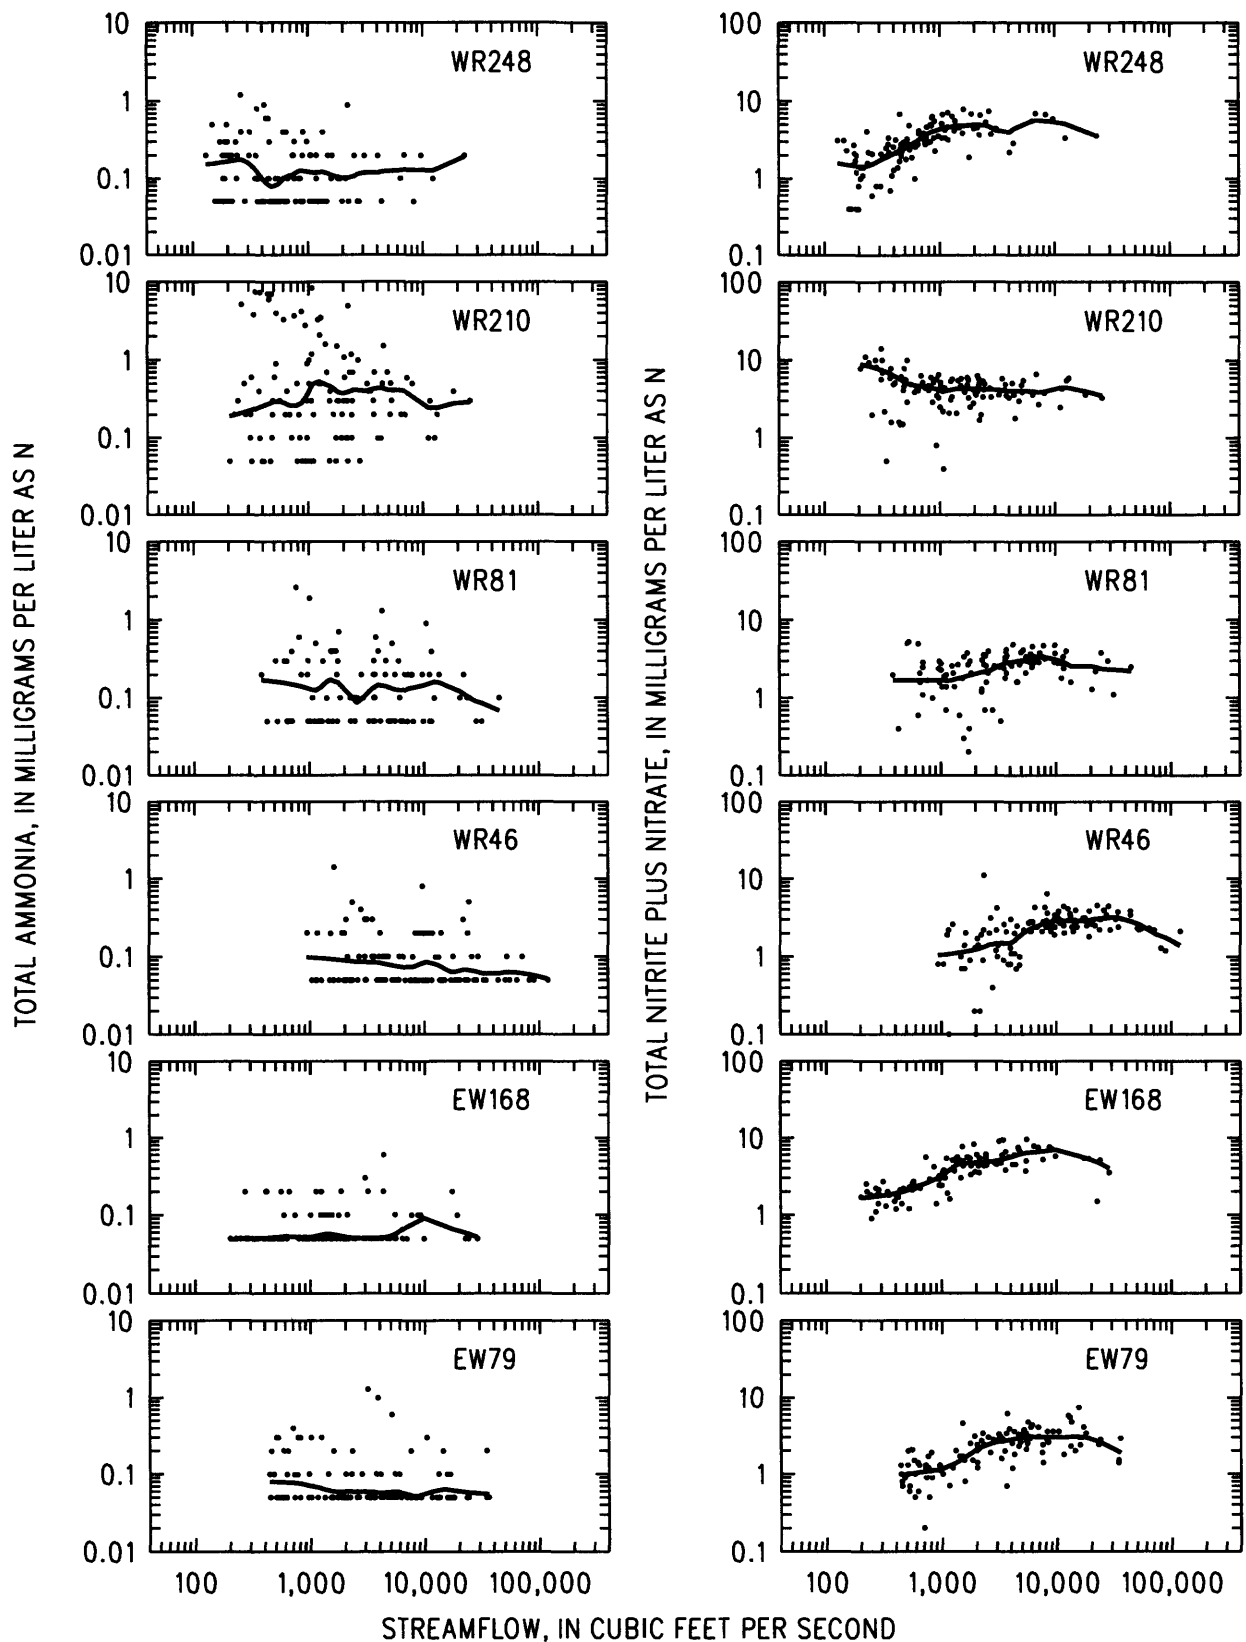 TOTAL AMMONIA, IN MILLIGRAMS PER LITER AS N
10
1
0.1
0.01
WR248
10
1
0.1
0.01
WR210
10
1
0.1
0.01
WR81
10
1
0.1
0.01
WR46
10
1
0.1
0.01
EW168
10
1
0.1
0.01
EW79
100 1,000 10,000 100,000
TOTAL NITRITE PLUS NITRATE, IN MILLIGRAMS PER LITER AS N
100
10
1
0.1
WR248
100
10
1
0.1
WR210
100
10
1
0.1
WR81
100
10
1
0.1
WR46
100
10
1
0.1
EW168
100
10
1
0.1
EW79
100 1,000 10,000 100,000
STREAMFLOW, IN CUBIC FEET PER SECOND